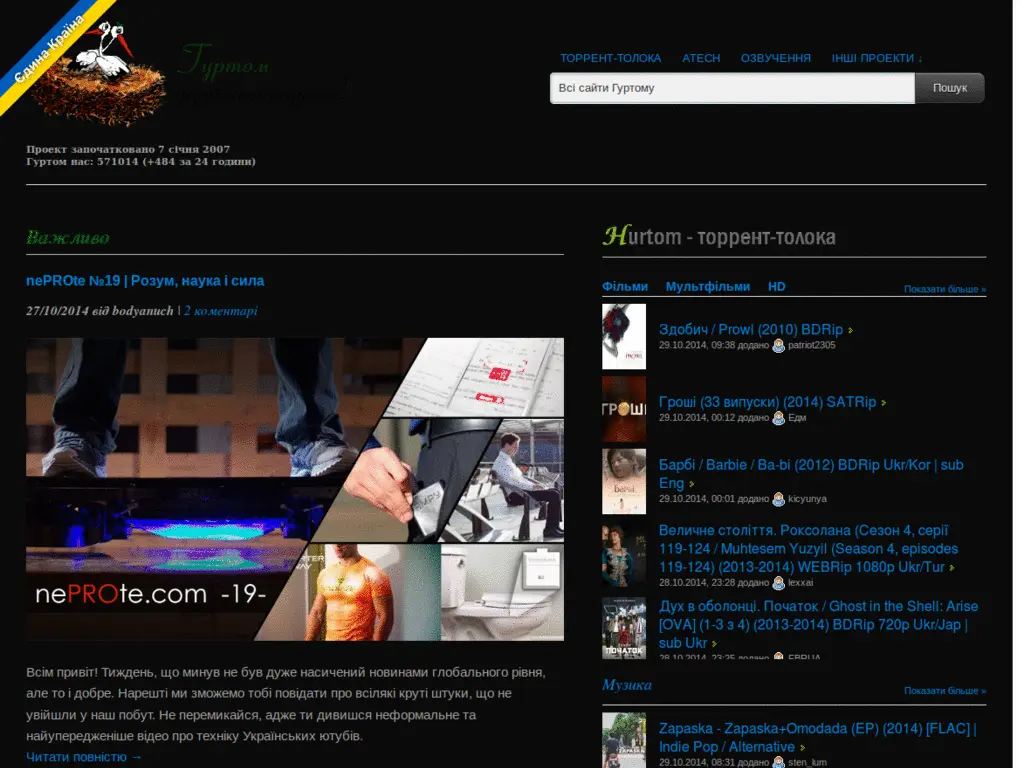 Єдина Країна
Гуртом
ТОРРЕНТ-ТОЛОКА АТЕСН ОЗВУЧЕННЯ ІНШІ ПРОЕКТИ ↓
Всі сайти Гуртому
Пошук
Проект започатковано 7 січня 2007
Гуртом нас: 571014 (+484 за 24 години)
Важливо
nePROte №19 | Розум, наука і сила
27/10/2014 від bodyanuch | 2 коментарі
nePROte.com -19-
Всім привіт! Тиждень, що минув не був дуже насичений новинами глобального рівня,
але то і добре. Нарешті ми зможемо тобі повідати про всілякі круті штуки, що не
увійшли у наш побут. Не перемикайся, адже ти дивишся неформальне та
найупередженіше відео про техніку Українських ютубів.
Читати повністю →
Hurtom - торрент-толока
Фільми Мультфільми HD Показати більше »
Здобич / Prowl (2010) BDRip
29.10.2014, 09:38 додано patriot2305
ГРОШІ
Гроші (33 випуски) (2014) SATRip
29.10.2014, 00:12 додано Едм
Барбі / Barbie / Ba-bi (2012) BDRip Ukr/Kor | sub
Eng
29.10.2014, 00:01 додано kicyunya
Величне століття. Роксолана (Сезон 4, серії
119-124 / Muhtesem Yuzyil (Season 4, episodes
119-124) (2013-2014) WEBRip 1080p Ukr/Tur
28.10.2014, 23:28 додано lexxai
ПОЧАТОК
Дух в оболонці. Початок / Ghost in the Shell: Arise
[OVA] (1-3 з 4) (2013-2014) BDRip 720p Ukr/Jap |
sub Ukr
28.10.2014, 23:25 додано EBRUA
Музика Показати більше »
Zapaska - Zapaska+Omodada (EP) (2014) [FLAC] |
Indie Pop / Alternative
29.10.2014, 08:31 додано sten_lum